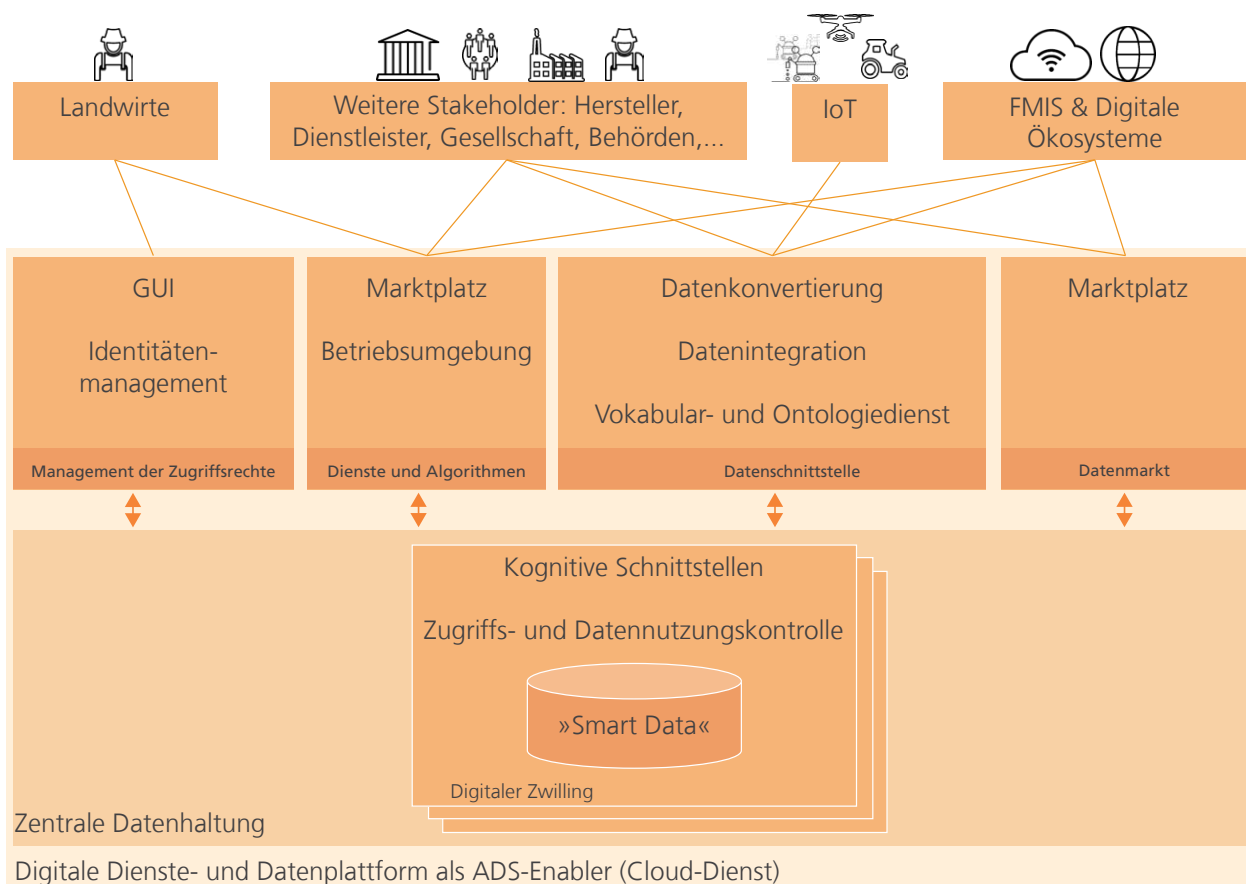 Landwirte
Weitere Stakeholder: Hersteller,
Dienstleister, Gesellschaft, Behörden,...
IoT
FMIS & Digitale
Ökosysteme
GUI
Identitäten-
management
Management der Zugriffsrechte
Marktplatz
Betriebsumgebung
Dienste und Algorithmen
Datenkonvertierung
Datenintegration
Vokabular- und Ontologiedienst
Datenschnittstelle
Marktplatz
Datenmarkt
Kognitive Schnittstellen
Zugriffs- und Datennutzungskontrolle
»Smart Data«
Digitaler Zwilling
Zentrale Datenhaltung
Digitale Dienste- und Datenplattform als ADS-Enabler (Cloud-Dienst)